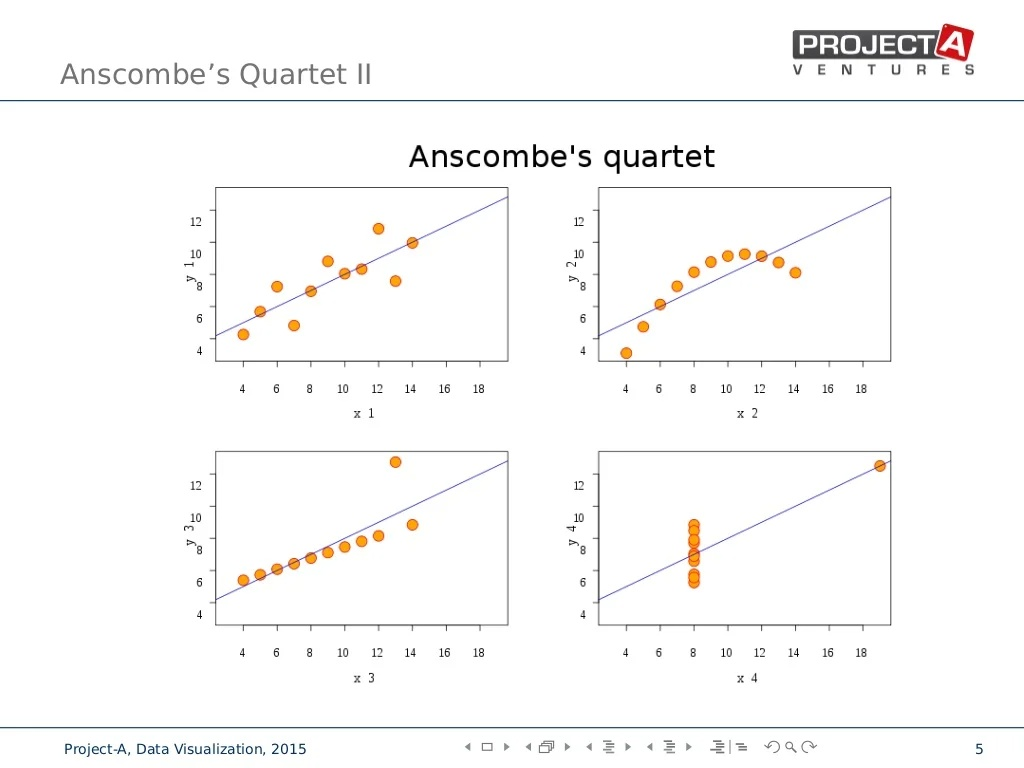 Anscombe’s Quartet II
PROJECT A
VENTURES
Anscombe's quartet
12
10
8
6
4
y 1
4 6 8 10 12 14 16 18
x 1
12
10
8
6
4
y 2
4 6 8 10 12 14 16 18
x 2
12
10
8
6
4
y 3
4 6 8 10 12 14 16 18
x 3
12
10
8
6
4
y 4
4 6 8 10 12 14 16 18
x 4
Project-A, Data Visualization, 2015
5